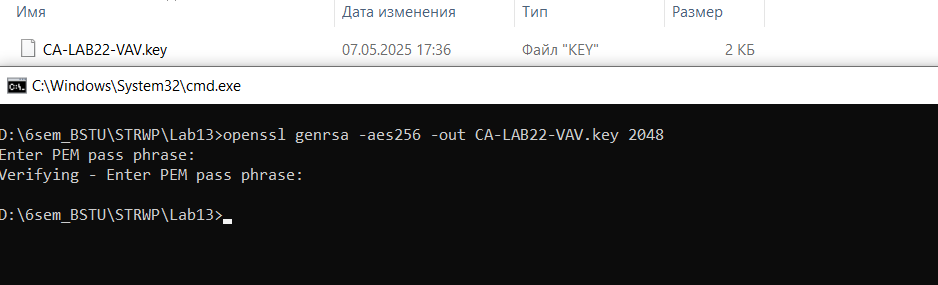 Имя Дата изменения Тип Размер
CA-LAB22-VAV.key 07.05.2025 17:36 Файл "KEY" 2 КБ
C:\Windows\System32\cmd.exe
D:\6sem_BSTU\STRWP\Lab13>openssl genrsa -aes256 -out CA-LAB22-VAV.key 2048
Enter PEM pass phrase:
Verifying - Enter PEM pass phrase:
D:\6sem_BSTU\STRWP\Lab13>